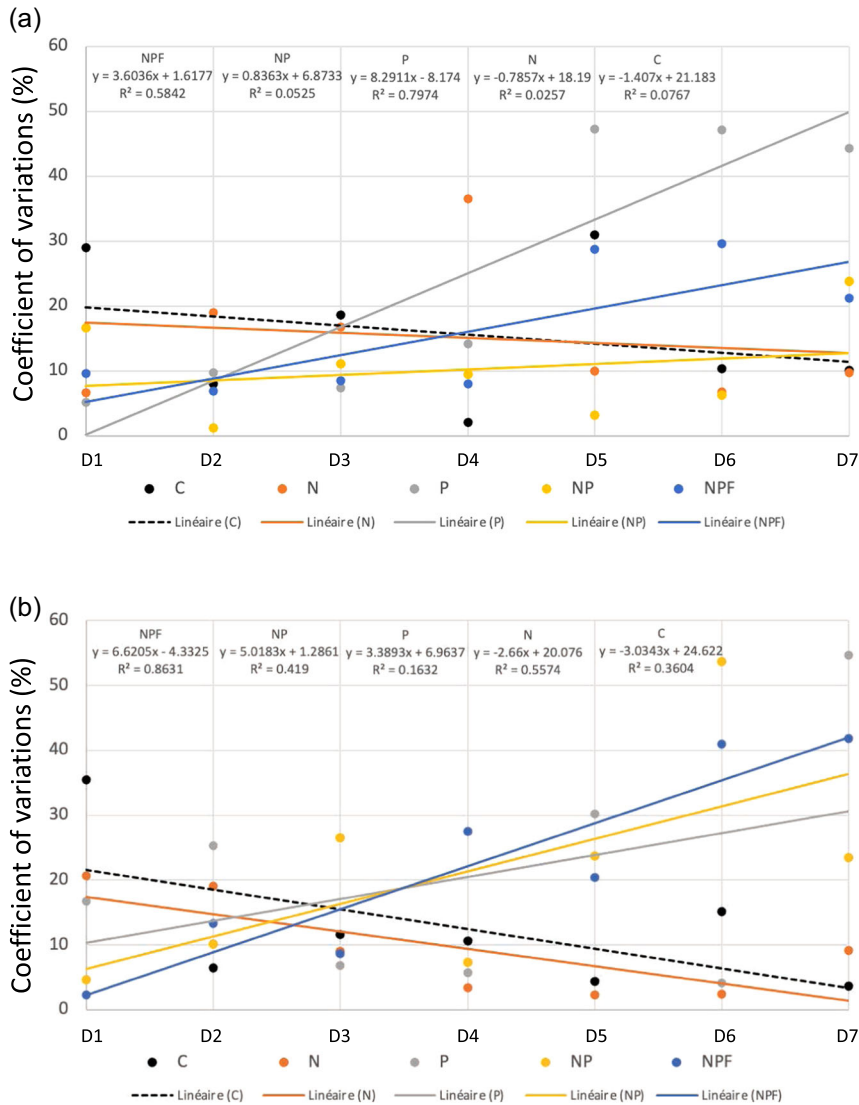 (a)
Coefficient of variations (%)
60
50
40
30
20
10
0
NPF NP P N C
y = 3.6036x + 1.6177 y = 0.8363x + 6.8733 y = 8.2911x - 8.174 y = -0.7857x + 18.19 y = -1.407x + 21.183
R² = 0.5842 R² = 0.0525 R² = 0.7974 R² = 0.0257 R² = 0.0767
D1 D2 D3 D4 D5 D6 D7
C N P NP NPF
Linéaire (C) Linéaire (N) Linéaire (P) Linéaire (NP) Linéaire (NPF)
(b)
Coefficient of variations (%)
60
50
40
30
20
10
0
NPF NP P N C
y = 6.6205x - 4.3325 y = 5.0183x + 1.2861 y = 3.3893x + 6.9637 y = -2.66x + 20.076 y = -3.0343x + 24.622
R² = 0.8631 R² = 0.419 R² = 0.1632 R² = 0.5574 R² = 0.3604
D1 D2 D3 D4 D5 D6 D7
C N P NP NPF
Linéaire (C) Linéaire (N) Linéaire (P) Linéaire (NP) Linéaire (NPF)